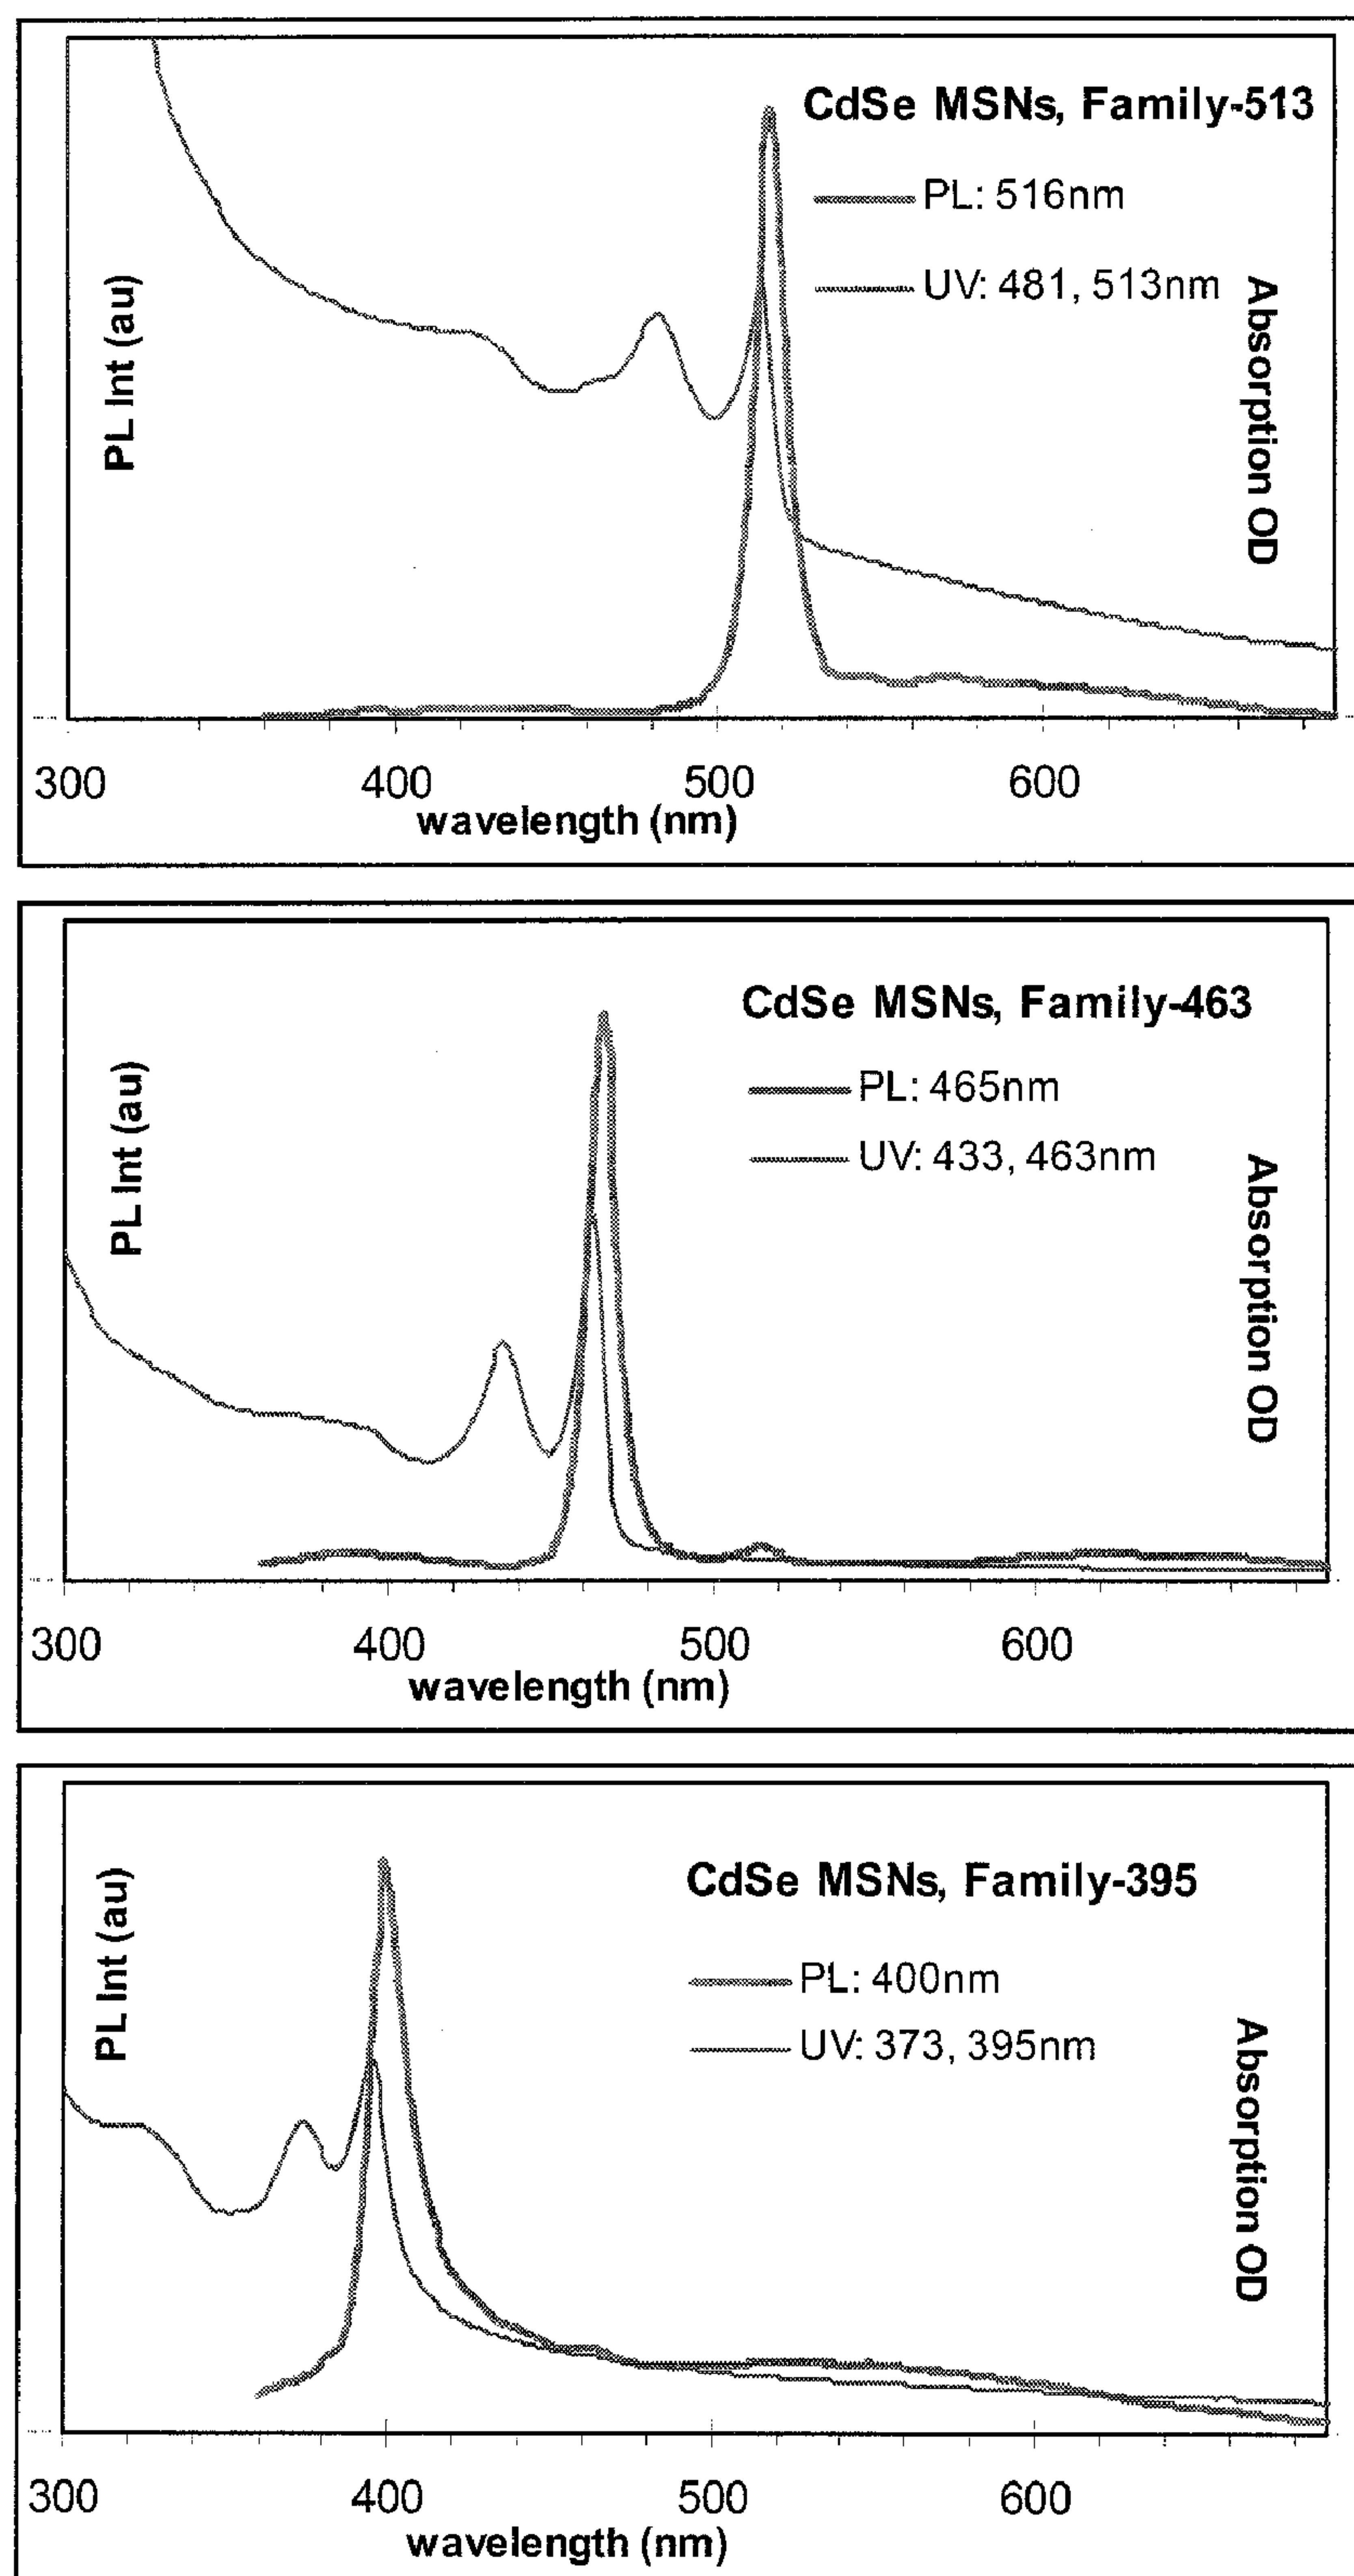 CdSe MSNs, Family-513
PL: 516nm
UV: 481, 513nm
PL Int (au)
Absorption OD
300 400 500 600
wavelength (nm)
CdSe MSNs, Family-463
PL: 465nm
UV: 433, 463nm
PL Int (au)
Absorption OD
300 400 500 600
wavelength (nm)
CdSe MSNs, Family-395
PL: 400nm
UV: 373, 395nm
PL Int (au)
Absorption OD
300 400 500 600
wavelength (nm)